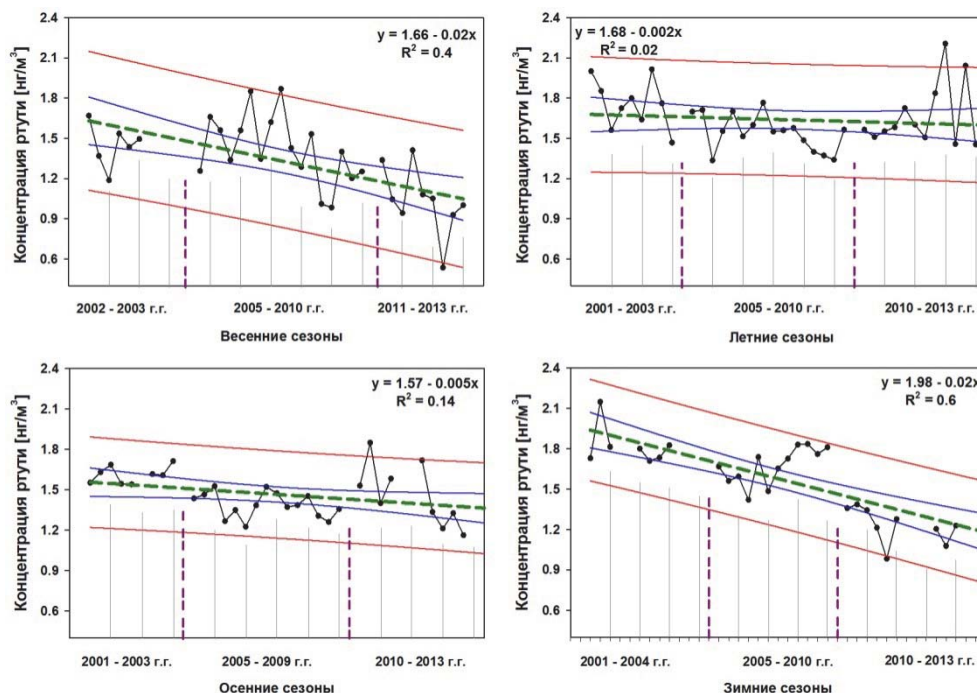 Концентрация ртути [нг/м³]
2.4
2.1
1.8
1.5
1.2
0.9
0.6
y = 1.66 - 0.02x
R² = 0.4
2002 - 2003 г.г.
2005 - 2010 г.г.
2011 - 2013 г.г.
Весенние сезоны
Концентрация ртути [нг/м³]
2.4
2.1
1.8
1.5
1.2
0.9
0.6
y = 1.68 - 0.002x
R² = 0.02
2001 - 2003 г.г.
2005 - 2010 г.г.
2010 - 2013 г.г.
Летние сезоны
Концентрация ртути [нг/м³]
2.4
2.1
1.8
1.5
1.2
0.9
0.6
y = 1.57 - 0.005x
R² = 0.14
2001 - 2003 г.г.
2005 - 2009 г.г.
2010 - 2013 г.г.
Осенние сезоны
Концентрация ртути [нг/м³]
2.4
2.1
1.8
1.5
1.2
0.9
0.6
y = 1.98 - 0.02x
R² = 0.6
2001 - 2004 г.г.
2005 - 2010 г.г.
2010 - 2013 г.г.
Зимние сезоны